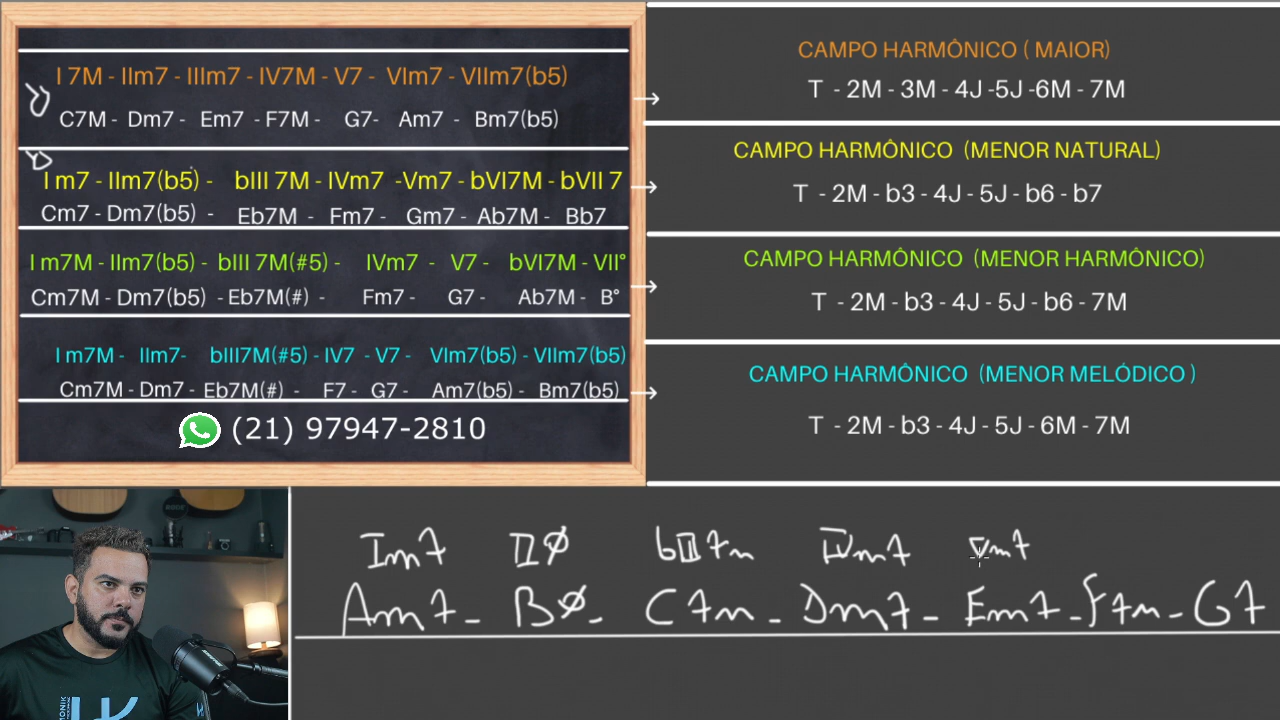 I 7M - IIm7 - IIIm7 - IV7M - V7 - VIm7 - VIIm7(b5)
C7M - Dm7 - Em7 - F7M - G7- Am7 - Bm7(b5)
I m7 - IIm7(b5) - bIII 7M - IVm7 -Vm7 - bVI7M - bVII 7
Cm7 - Dm7(b5) - Eb7M - Fm7 - Gm7 - Ab7M - Bb7
I m7M - IIm7(b5) - bIII 7M(#5) - IVm7 - V7 - bVI7M - VII°
Cm7M - Dm7(b5) - Eb7M(#) - Fm7 - G7 - Ab7M - B°
I m7M - IIm7- bIII7M(#5) - IV7 - V7 - VIm7(b5) - VIIm7(b5)
Cm7M - Dm7 - Eb7M(#) - F7 - G7 - Am7(b5) - Bm7(b5)
(21) 97947-2810
CAMPO HARMÔNICO ( MAIOR)
T - 2M - 3M - 4J -5J -6M - 7M
CAMPO HARMÔNICO (MENOR NATURAL)
T - 2M - b3 - 4J - 5J - b6 - b7
CAMPO HARMÔNICO (MENOR HARMÔNICO)
T - 2M - b3 - 4J - 5J - b6 - 7M
CAMPO HARMÔNICO (MENOR MELÓDICO )
T - 2M - b3 - 4J - 5J - 6M - 7M
Im7 IIØ bIII7M IVm7 Vm7
Am7 - BØ - C7M - Dm7 - Em7 - F7M - G7